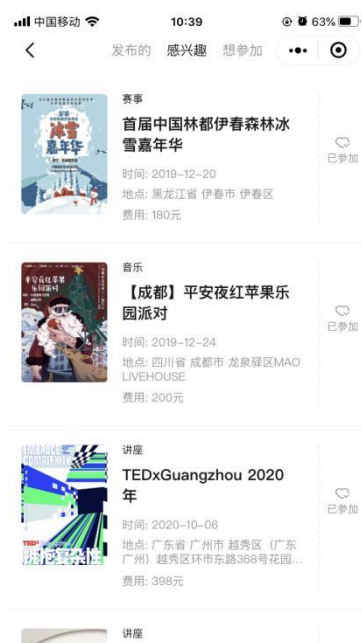 中国移动 10:39 63%
发布的 感兴趣 想参加
赛事
首届中国林都伊春森林冰
雪嘉年华
时间: 2019-12-20
地点: 黑龙江省 伊春市 伊春区
费用: 180元
已参加
冰雪
嘉年华
音乐
【成都】平安夜红苹果乐
园派对
时间: 2019-12-24
地点: 四川省 成都市 龙泉驿区MAO
LIVEHOUSE
费用: 200元
已参加
平安夜红苹果
乐园派对
讲座
TEDxGuangzhou 2020
年
时间: 2020-10-06
地点: 广东省 广州市 越秀区（广东
广州）越秀区环市东路368号花园...
费用: 398元
已参加
EMBRACE
COMPLEXITY
TED
拥抱复杂性
讲座